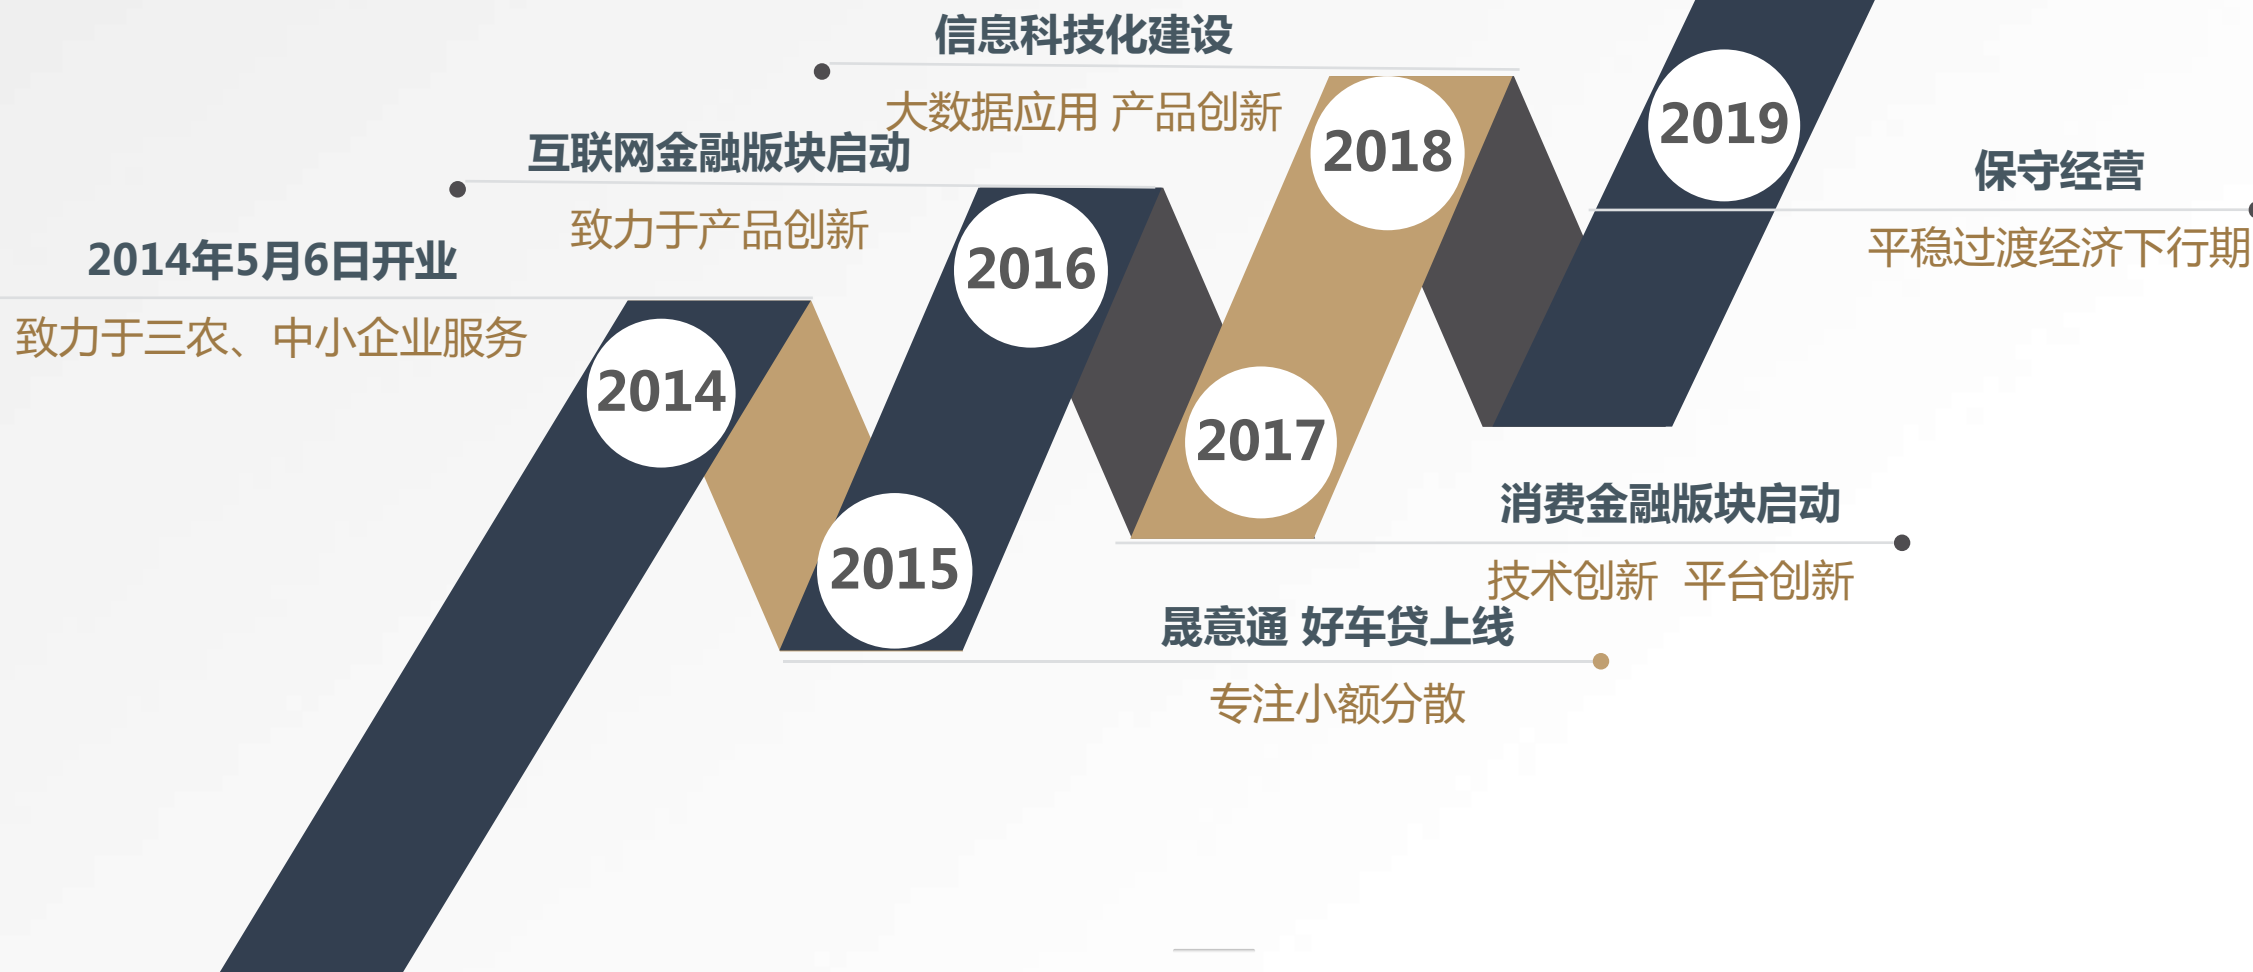 信息科技化建设
大数据应用 产品创新
2018
2019
互联网金融版块启动
致力于产品创新
2016
保守经营
平稳过渡经济下行期
2014年5月6日开业
致力于三农、中小企业服务
2014
2017
消费金融版块启动
技术创新 平台创新
2015
晟意通 好车贷上线
专注小额分散